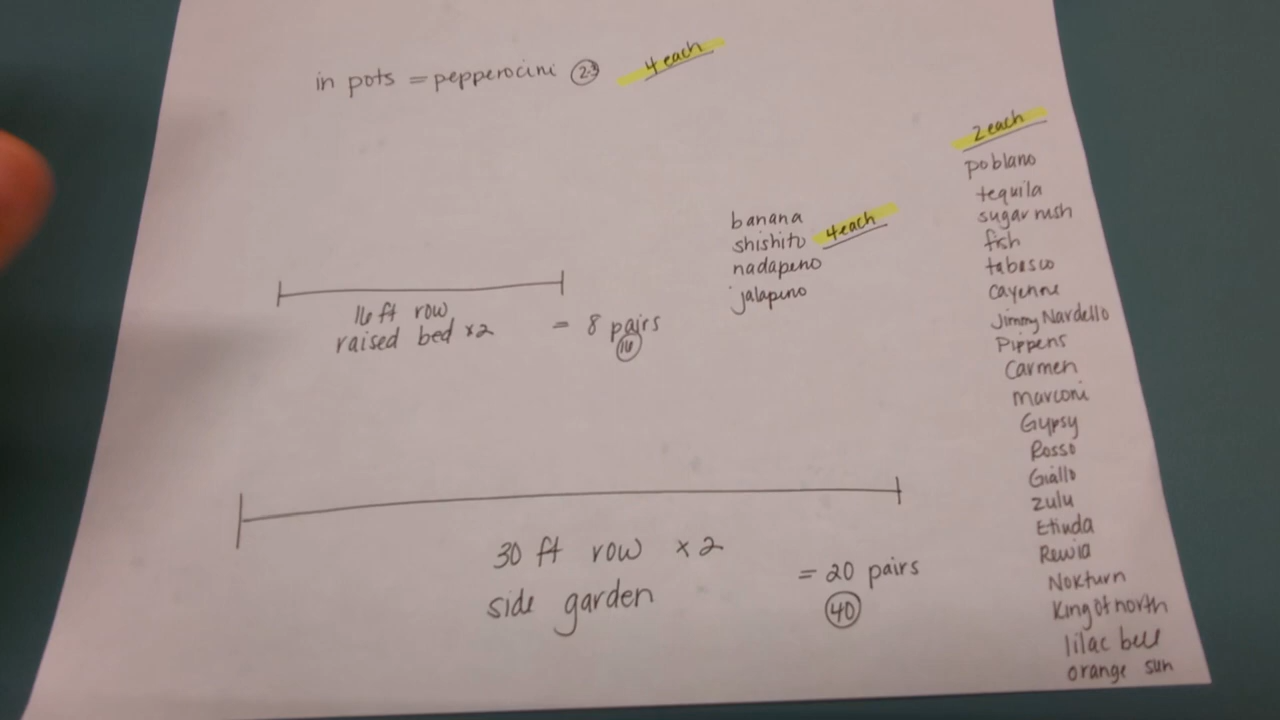 in pots = pepperocini 2-3 4 each
2 each
poblano
tequila
sugar rush
fish
tabasco
Cayenne
Jimmy Nardello
Pippens
Carmen
marconi
Gypsy
Rosso
Giallo
zulu
Etiuda
Rewia
Nokturn
King of north
lilac bell
orange sun
banana
shishito 4 each
nadapeno
jalapeno
16 ft row
raised bed x2 = 8 pairs
16
30 ft row x2
side garden = 20 pairs
40